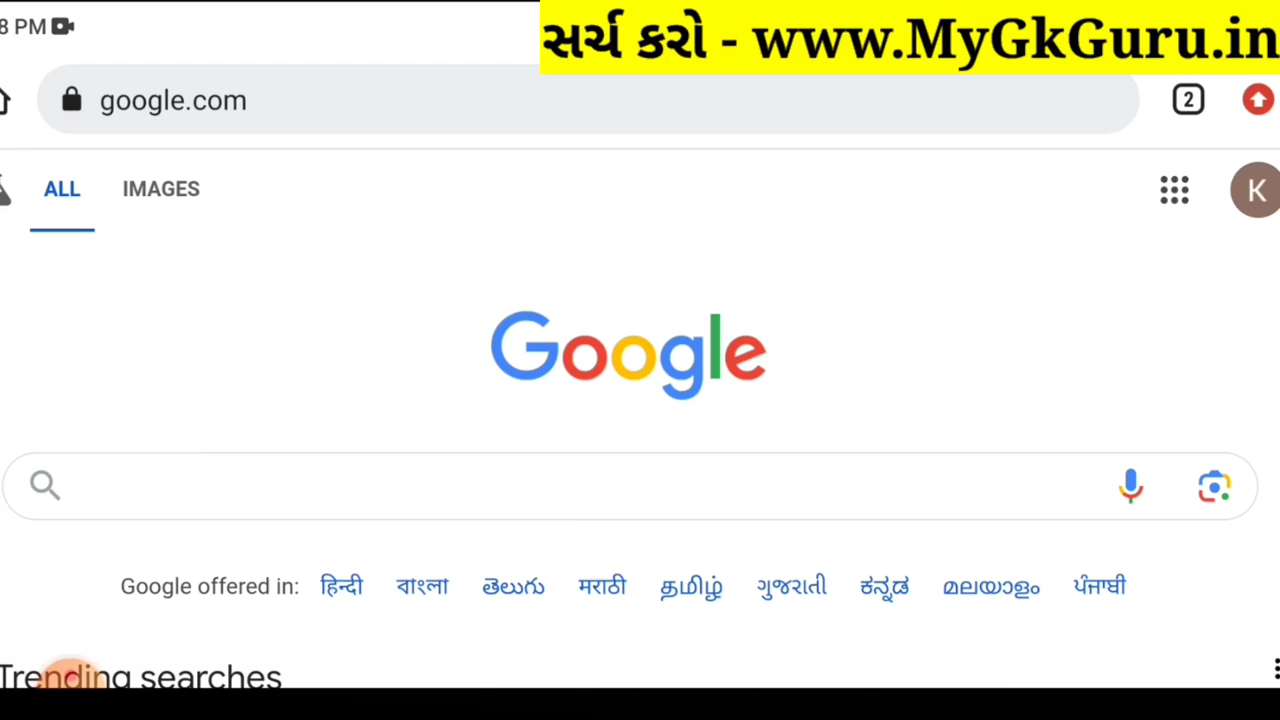 8 PM
સર્ચ કરો - www.MyGkGuru.in
google.com
2
ALL IMAGES
K
Google
Google offered in: हिन्दी বাংলা తెలుగు मराठी தமிழ் ગુજરાતી ಕನ್ನಡ മലയാളം ਪੰਜਾਬੀ
Trending searches